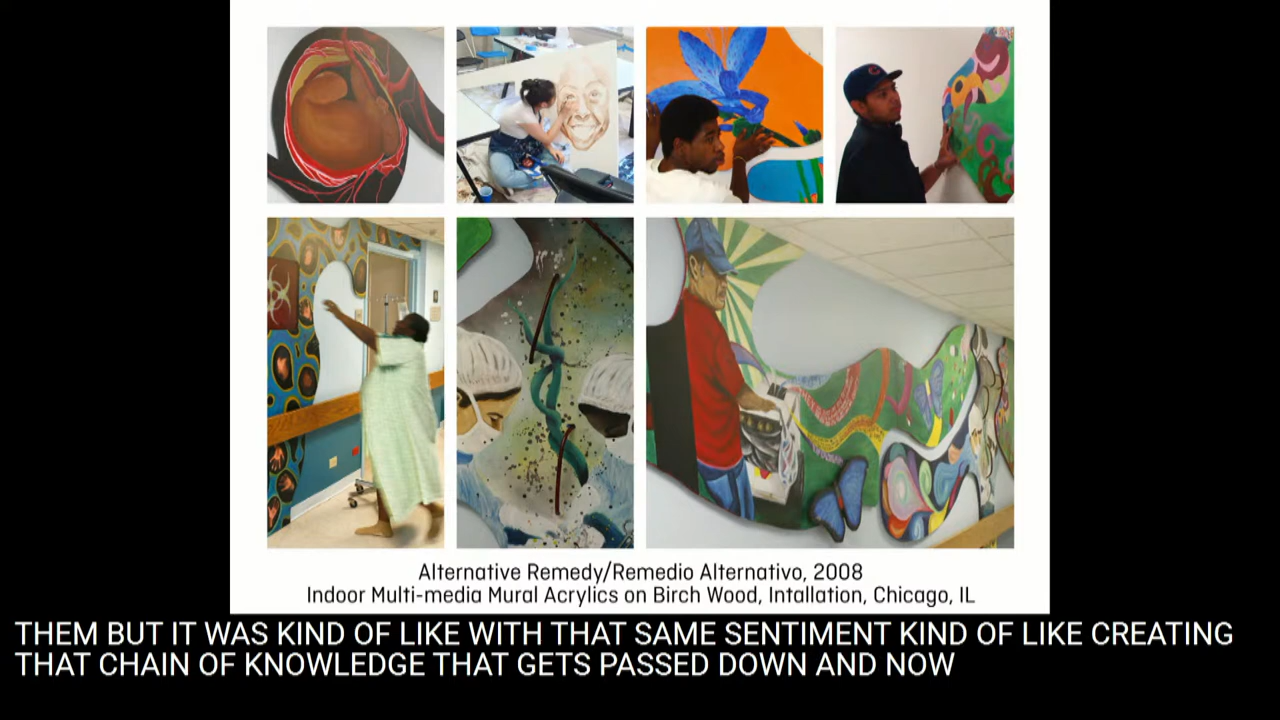 Alternative Remedy/Remedio Alternativo, 2008
Indoor Multi-media Mural Acrylics on Birch Wood, Intallation, Chicago, IL
THEM BUT IT WAS KIND OF LIKE WITH THAT SAME SENTIMENT KIND OF LIKE CREATING
THAT CHAIN OF KNOWLEDGE THAT GETS PASSED DOWN AND NOW